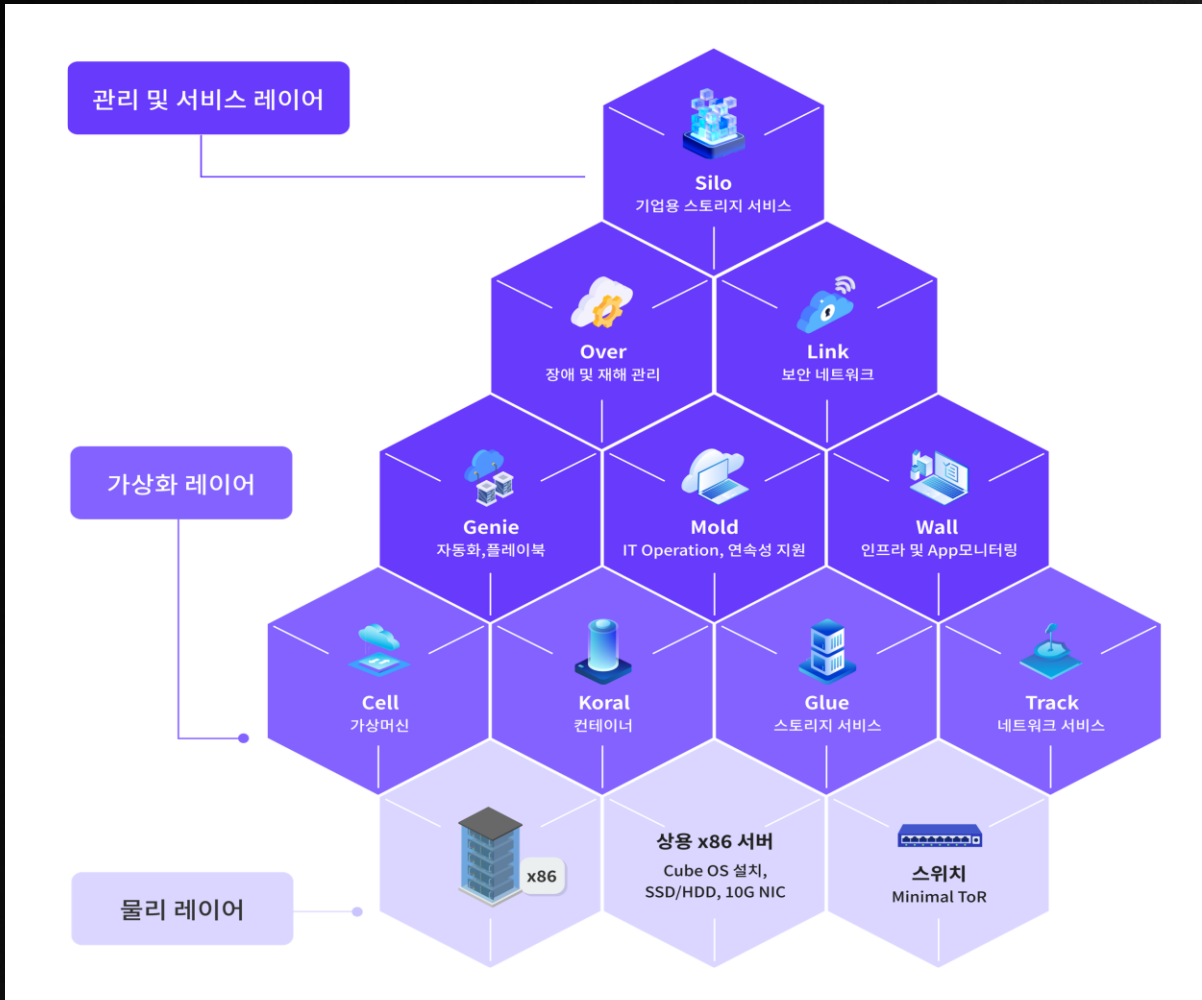 관리 및 서비스 레이어
Silo
기업용 스토리지 서비스
Over
장애 및 재해 관리
Link
보안 네트워크
가상화 레이어
Genie
자동화,플레이북
Mold
IT Operation, 연속성 지원
Wall
인프라 및 App모니터링
Cell
가상머신
Koral
컨테이너
Glue
스토리지 서비스
Track
네트워크 서비스
물리 레이어
x86
상용 x86 서버
Cube OS 설치,
SSD/HDD, 10G NIC
스위치
Minimal ToR